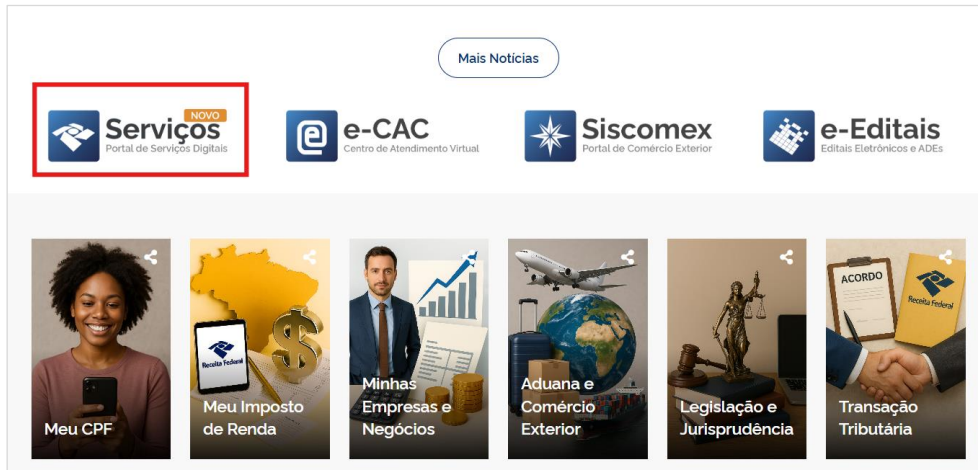 Mais Notícias
NOVO
Serviços
Portal de Serviços Digitais
e-CAC
Centro de Atendimento Virtual
Siscomex
Portal de Comércio Exterior
e-Editais
Editais Eletrônicos e ADEs
Meu CPF
Receita Federal
Meu Imposto
de Renda
Minhas
Empresas e
Negócios
Aduana e
Comércio
Exterior
Legislação e
Jurisprudência
ACORDO
Receita Federal
Transação
Tributária